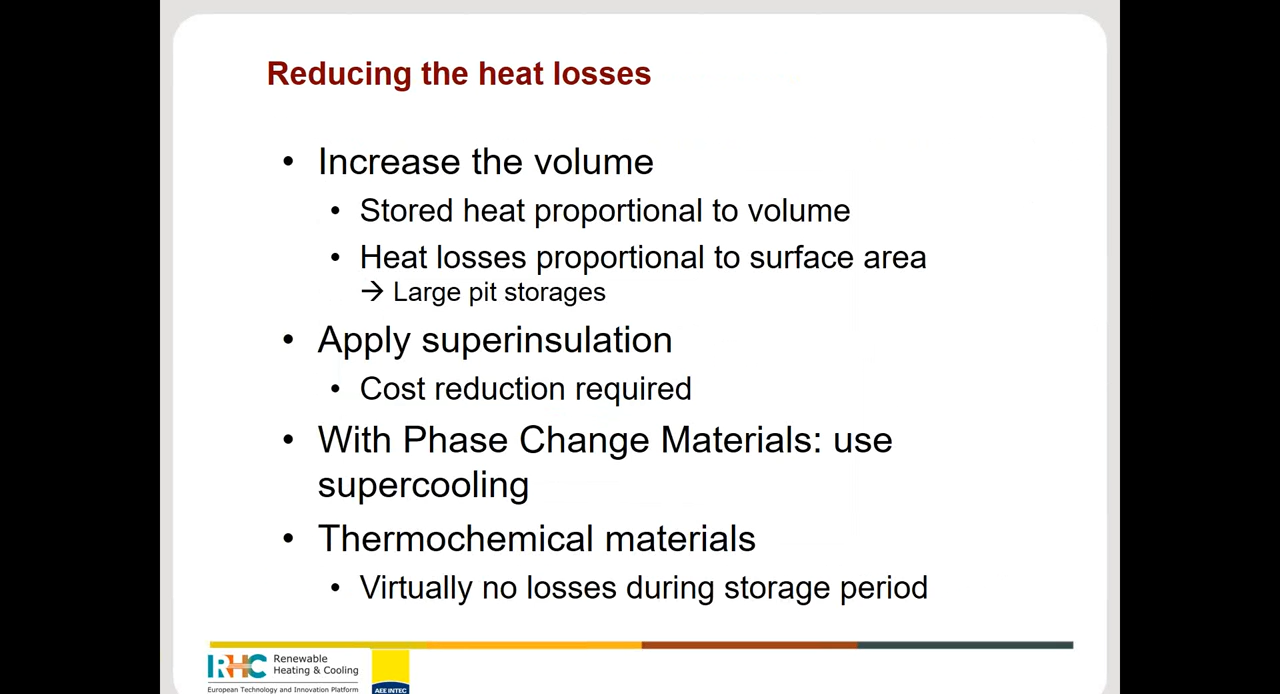 Reducing the heat losses
• Increase the volume
• Stored heat proportional to volume
• Heat losses proportional to surface area
→ Large pit storages
• Apply superinsulation
• Cost reduction required
• With Phase Change Materials: use
supercooling
• Thermochemical materials
• Virtually no losses during storage period
RHC Renewable
Heating & Cooling
European Technology and Innovation Platform
AEE INTEC